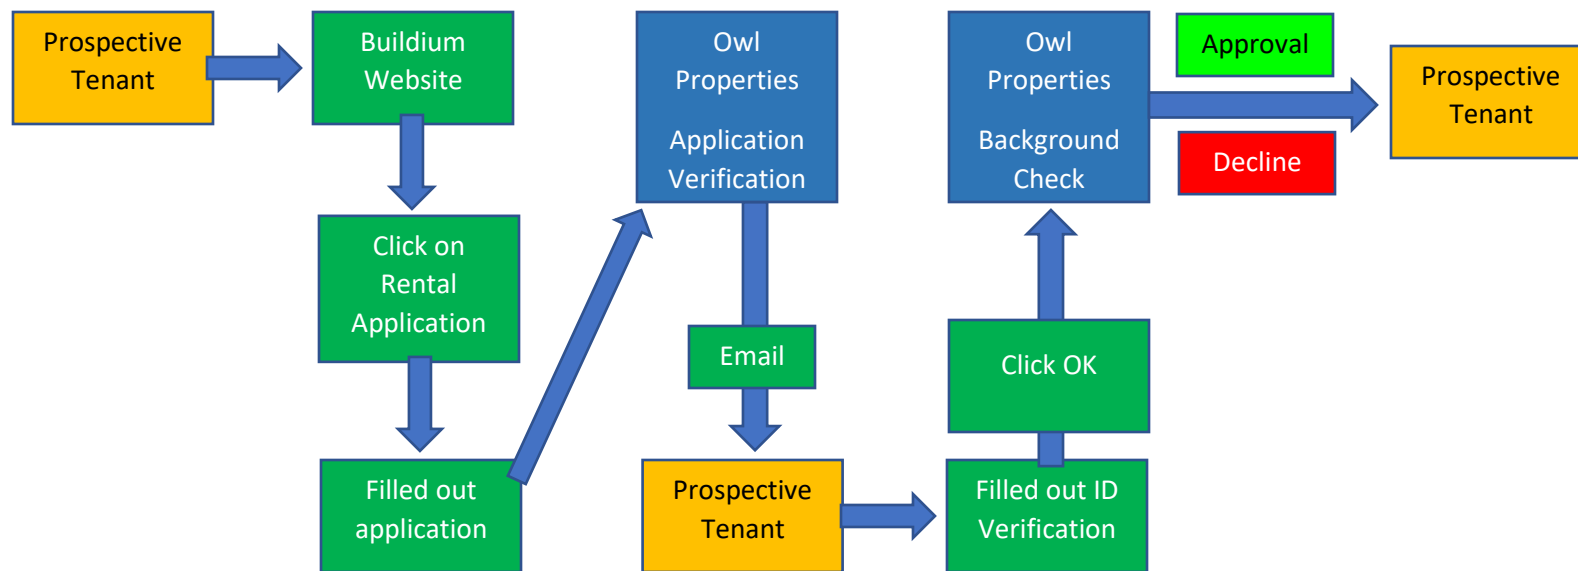 Prospective
Tenant
Buildium
Website
Click on
Rental
Application
Filled out
application
Owl
Properties
Application
Verification
Email
Prospective
Tenant
Filled out ID
Verification
Click OK
Owl
Properties
Background
Check
Approval
Decline
Prospective
Tenant